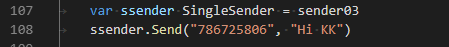 107 var ssender SingleSender = sender03
108 ssender.Send("786725806", "Hi KK")